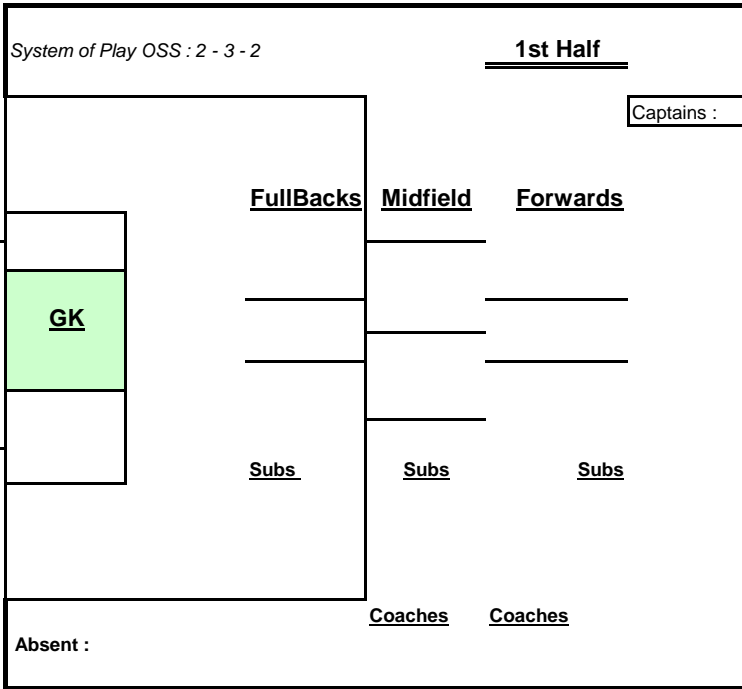 System of Play OSS : 2 - 3 - 2
1st Half
Captains :
FullBacks Midfield Forwards
GK
Subs Subs Subs
Coaches Coaches
Absent :